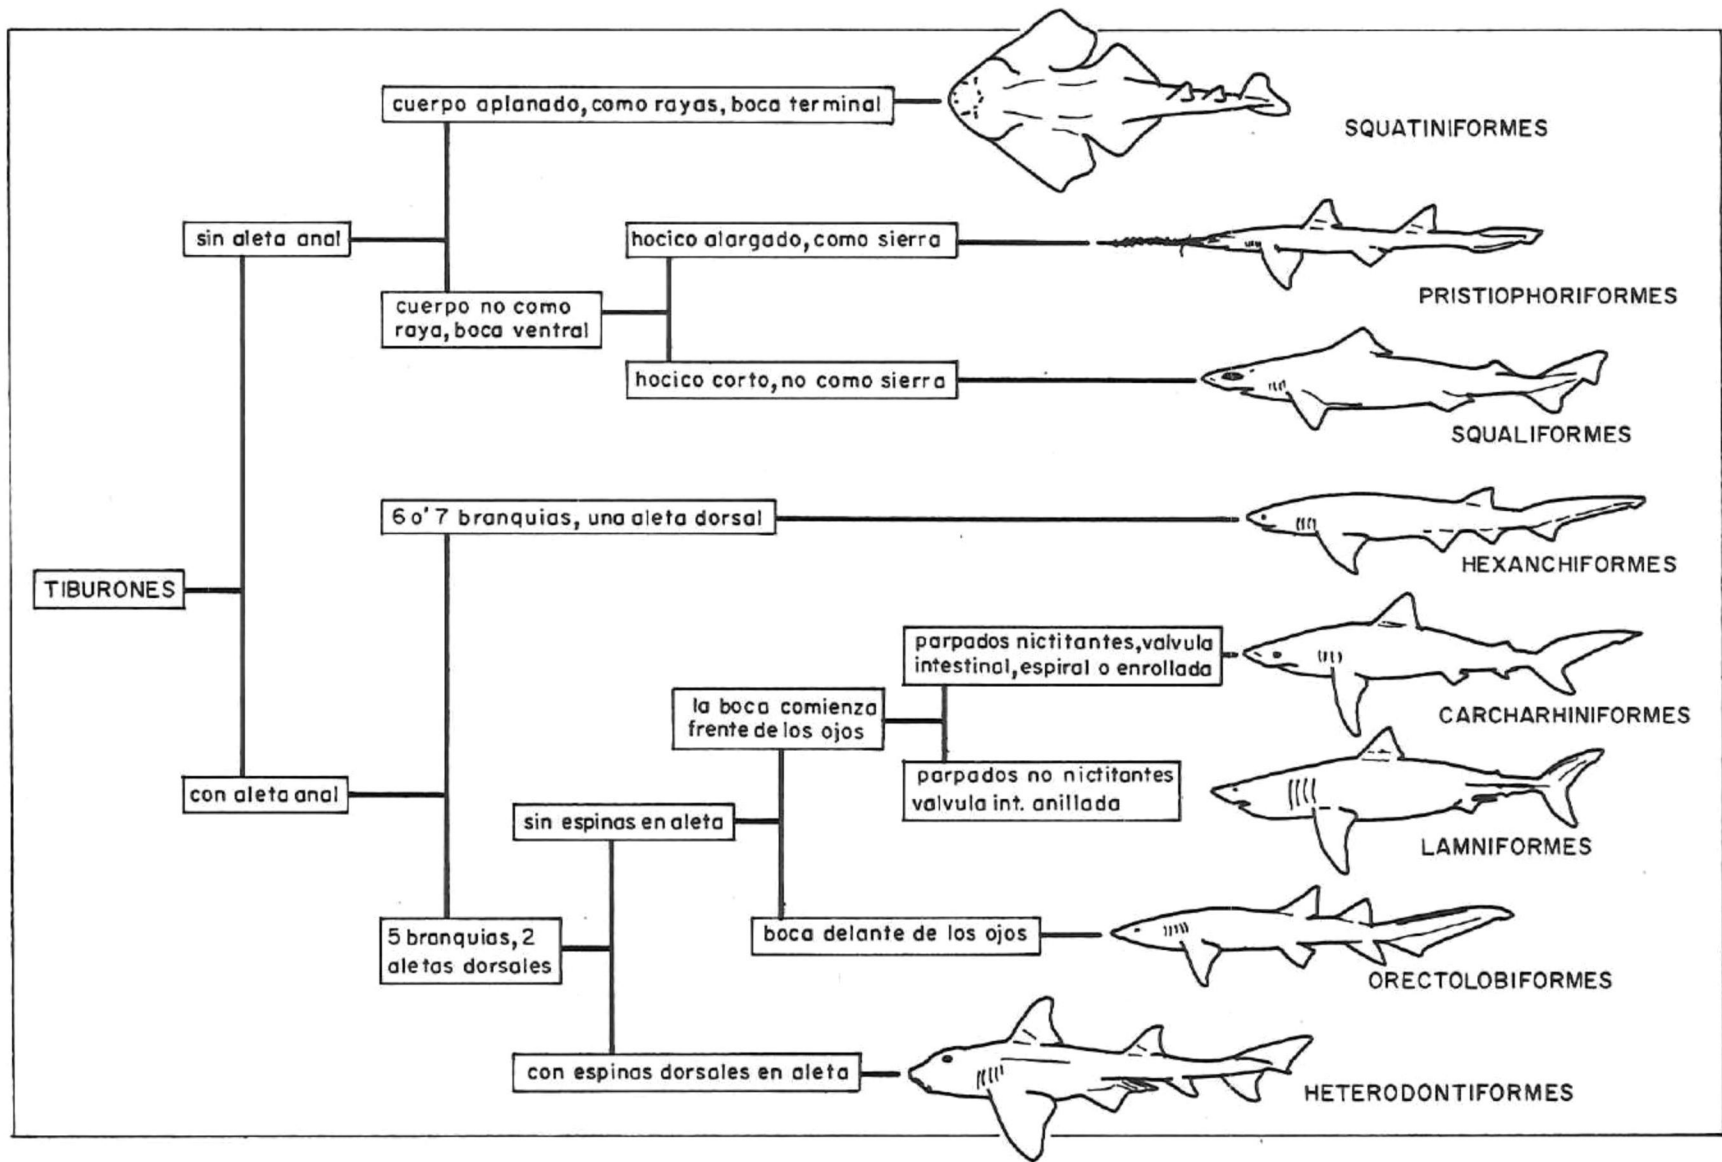 cuerpo aplanado, como rayas, boca terminal
SQUATINIFORMES
sin aleta anal
hocico alargado, como sierra
PRISTIOPHORIFORMES
cuerpo no como
raya, boca ventral
hocico corto, no como sierra
SQUALIFORMES
6 o' 7 branquias, una aleta dorsal
HEXANCHIFORMES
TIBURONES
parpados nictitantes, valvula
intestinal, espiral o enrollada
CARCHARHINIFORMES
la boca comienza
frente de los ojos
parpados no nictitantes
valvula int. anillada
LAMNIFORMES
con aleta anal
sin espinas en aleta
5 branquias, 2
aletas dorsales
boca delante de los ojos
ORECTOLOBIFORMES
con espinas dorsales en aleta
HETERODONTIFORMES